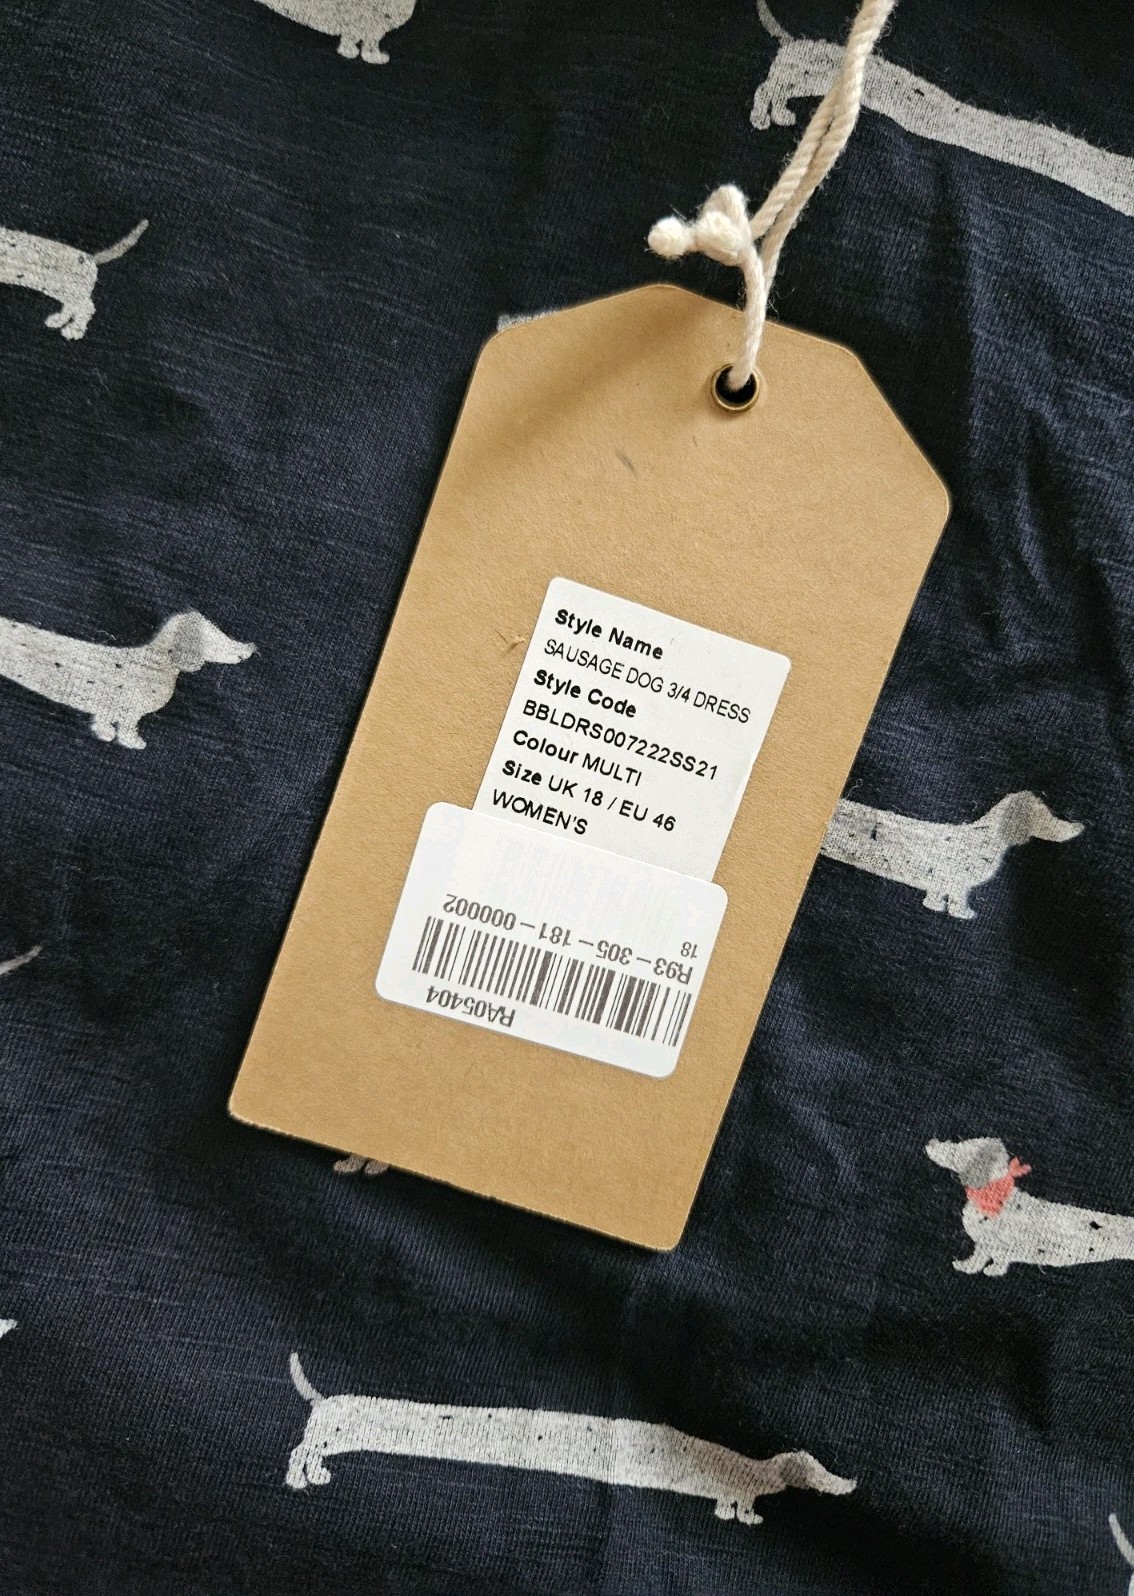 Style Name
SAUSAGE DOG 3/4 DRESS
Style Code
BBLDRS007222SS21
Colour MULTI
Size UK 18 / EU 46
WOMEN'S
RA05404
R93-305-181-000002
18